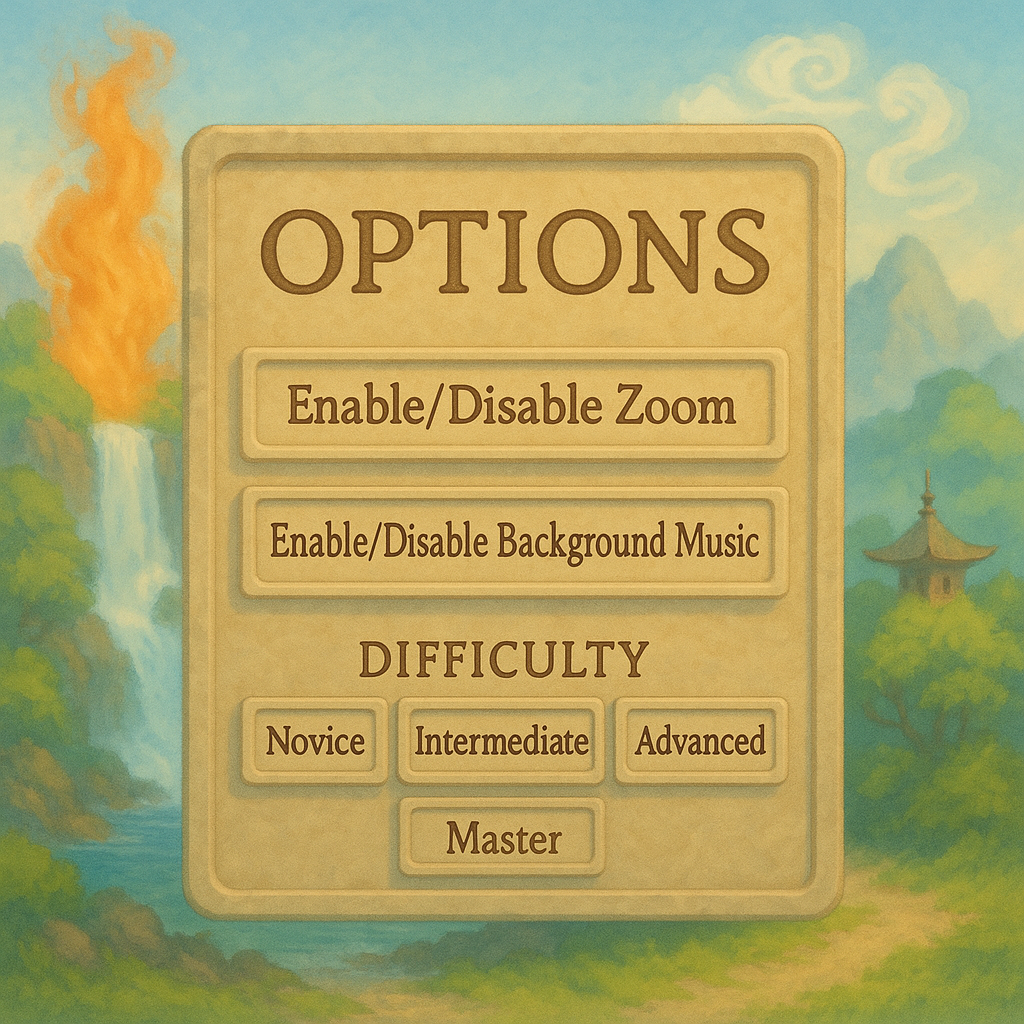 OPTIONS
Enable/Disable Zoom
Enable/Disable Background Music
DIFFICULTY
Novice Intermediate Advanced
Master